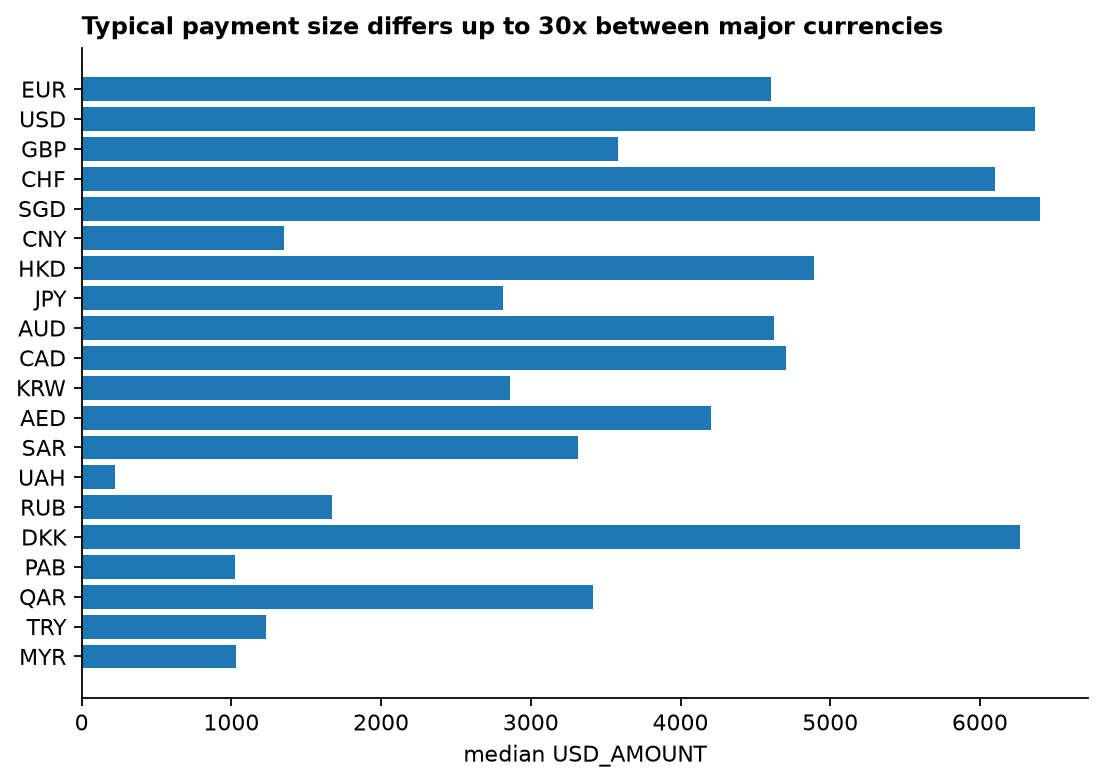 Typical payment size differs up to 30x between major currencies
EUR
USD
GBP
CHF
SGD
CNY
HKD
JPY
AUD
CAD
KRW
AED
SAR
UAH
RUB
DKK
PAB
QAR
TRY
MYR
0 1000 2000 3000 4000 5000 6000
median USD_AMOUNT